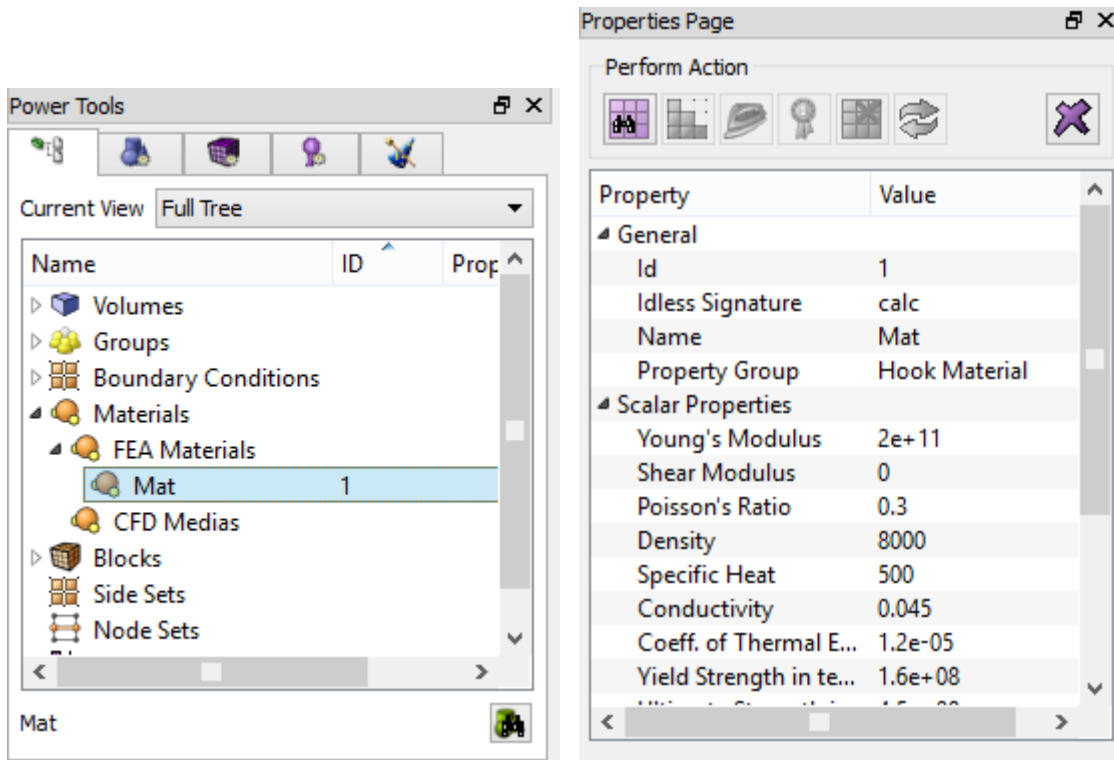 Power Tools
Current View Full Tree
Name ID Prop
Volumes
Groups
Boundary Conditions
Materials
FEA Materials
Mat 1
CFD Medias
Blocks
Side Sets
Node Sets
Mat
Properties Page
Perform Action
Property Value
General
Id 1
Idless Signature calc
Name Mat
Property Group Hook Material
Scalar Properties
Young's Modulus 2e+11
Shear Modulus 0
Poisson's Ratio 0.3
Density 8000
Specific Heat 500
Conductivity 0.045
Coeff. of Thermal E... 1.2e-05
Yield Strength in te... 1.6e+08